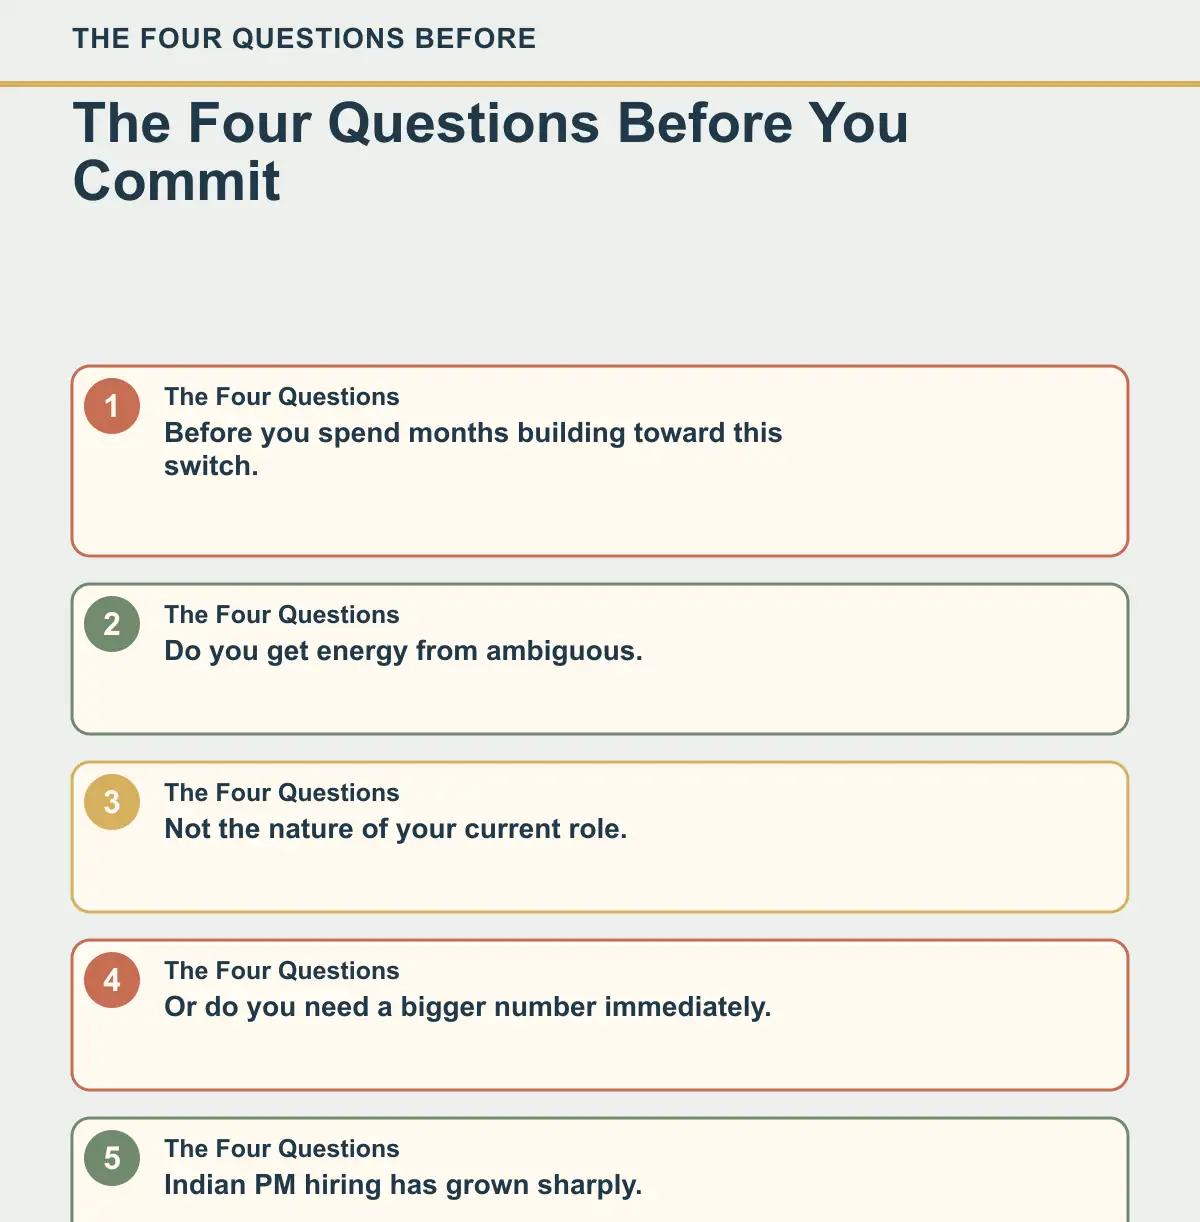 THE FOUR QUESTIONS BEFORE
The Four Questions Before You
Commit
1
The Four Questions
Before you spend months building toward this
switch.
2
The Four Questions
Do you get energy from ambiguous.
3
The Four Questions
Not the nature of your current role.
4
The Four Questions
Or do you need a bigger number immediately.
5
The Four Questions
Indian PM hiring has grown sharply.